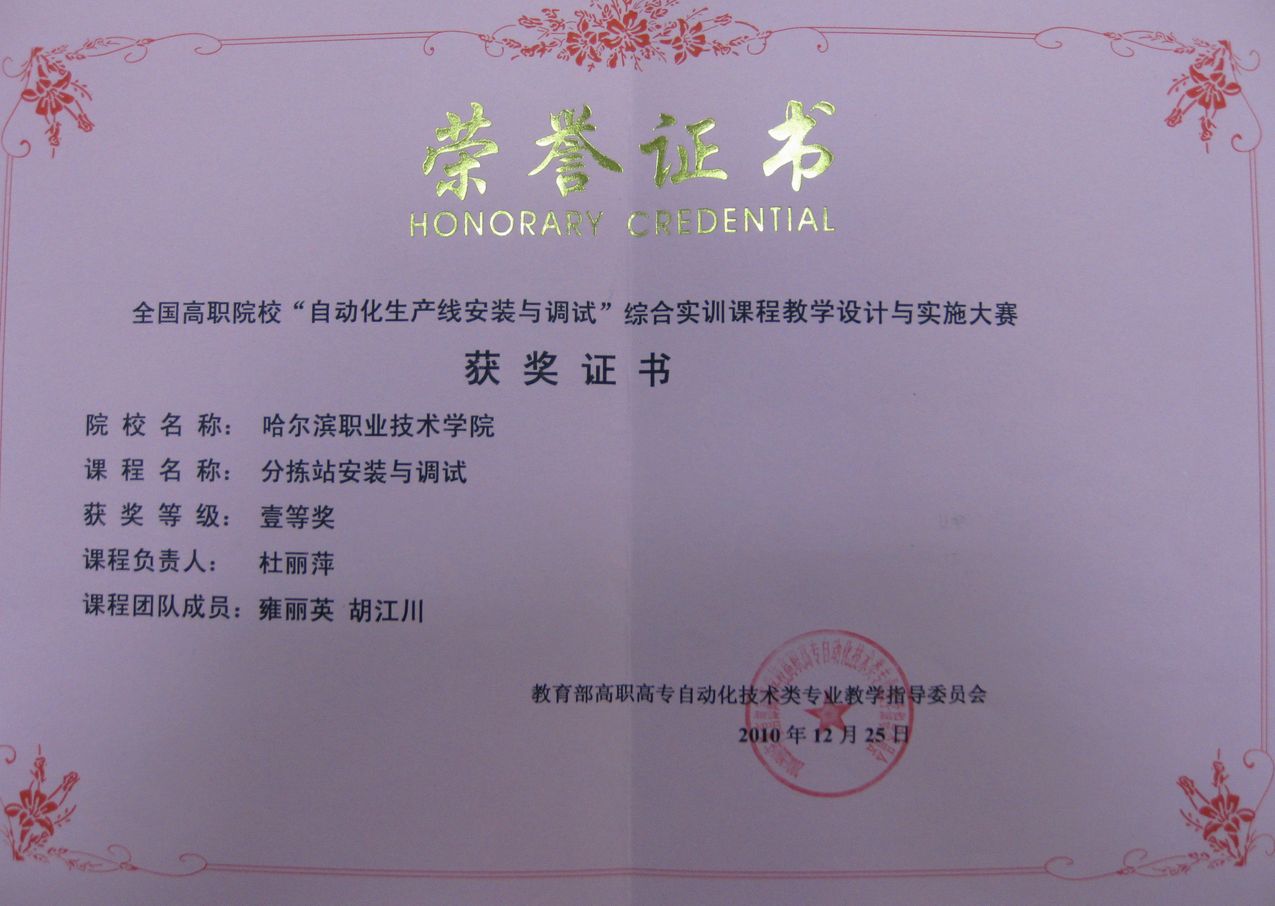 荣誉证书
HONORARY CREDENTIAL
全国高职院校“自动化生产线安装与调试”综合实训课程教学设计与实施大赛
获奖证书
院校名称：哈尔滨职业技术学院
课程名称：分拣站安装与调试
获奖等级：壹等奖
课程负责人：杜丽萍
课程团队成员：雍丽英 胡江川
教育部高职高专自动化技术类专业教学指导委员会
2010年12月25日